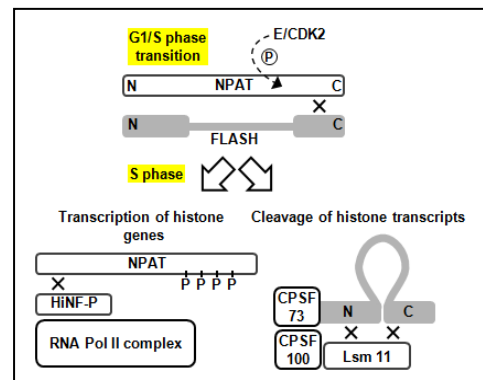 G1/S phase
transition
E/CDK2
P
N NPAT C
N C
FLASH
S phase
Transcription of histone
genes
NPAT
P P P P
HiNF-P
RNA Pol II complex
Cleavage of histone transcripts
CPSF
73
N C
CPSF
100
Lsm 11